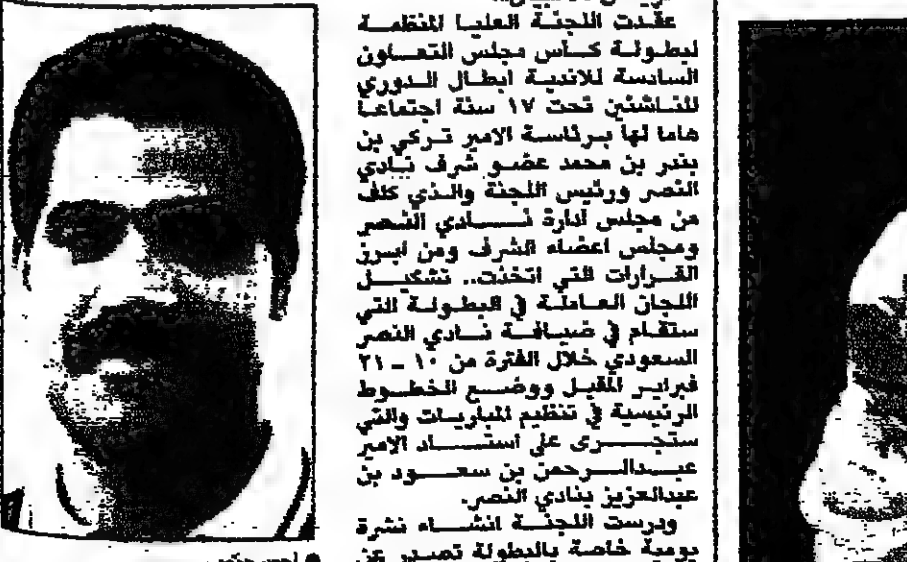 عقدت اللجنة العليا المنظمة
لبطولة كأس مجلس التعاون
السادسة للاندية ابطال الدوري
للناشئين تحت ١٧ سنة اجتماعا
هاما لها برئاسة الامير تركي بن
بندر بن محمد عضو شرف نادي
النصر ورئيس اللجنة والذي كلف
من مجلس ادارة نادي النصر
ومجلس اعضاء الشرف ومن ابرز
القرارات التي اتخذت.. تشكيل
اللجان العاملة في البطولة التي
ستقام في ضيافة نادي النصر
السعودي خلال الفترة من ١٠ ـ ٢١
فبراير المقبل ووضع الخطوط
الرئيسية في تنظيم المباريات والتي
ستجرى على استاد الامير
عبدالرحمن بن سعود بن
عبدالعزيز بنادي النصر.
ودرست اللجنة انشاء نشرة
يومية خاصة بالبطولة تصدر عن